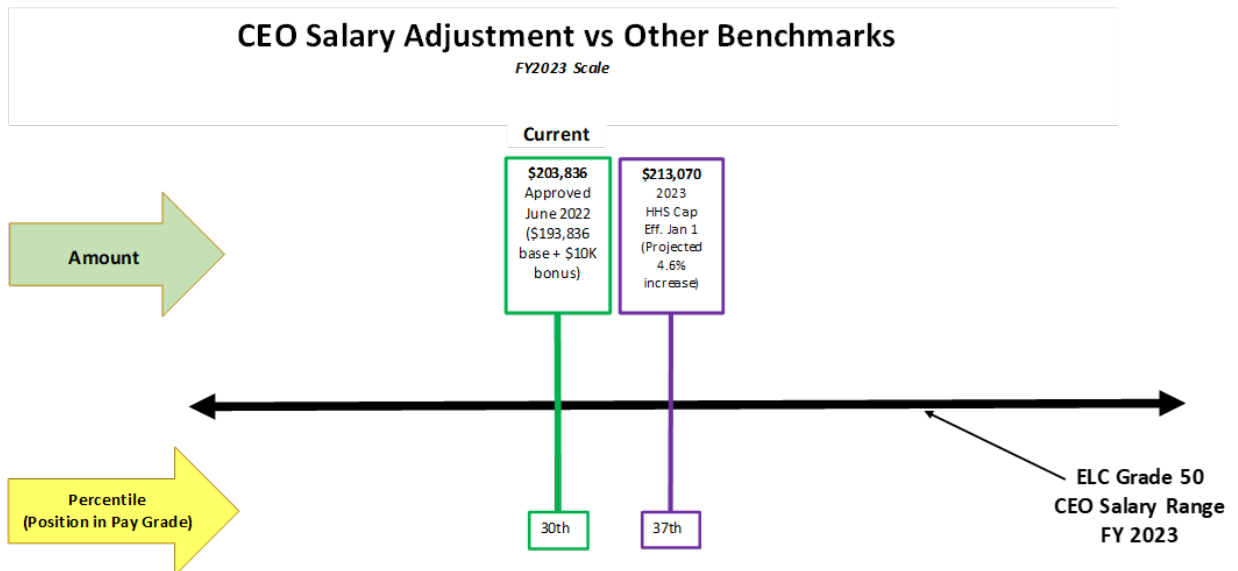 CEO Salary Adjustment vs Other Benchmarks
FY2023 Scale
Current
$203,836
Approved
June 2022
($193,836
base + $10K
bonus)
$213,070
2023
HHS Cap
Eff. Jan 1
(Projected
4.6%
increase)
Amount
Percentile
(Position in Pay Grade)
30th
37th
ELC Grade 50
CEO Salary Range
FY 2023